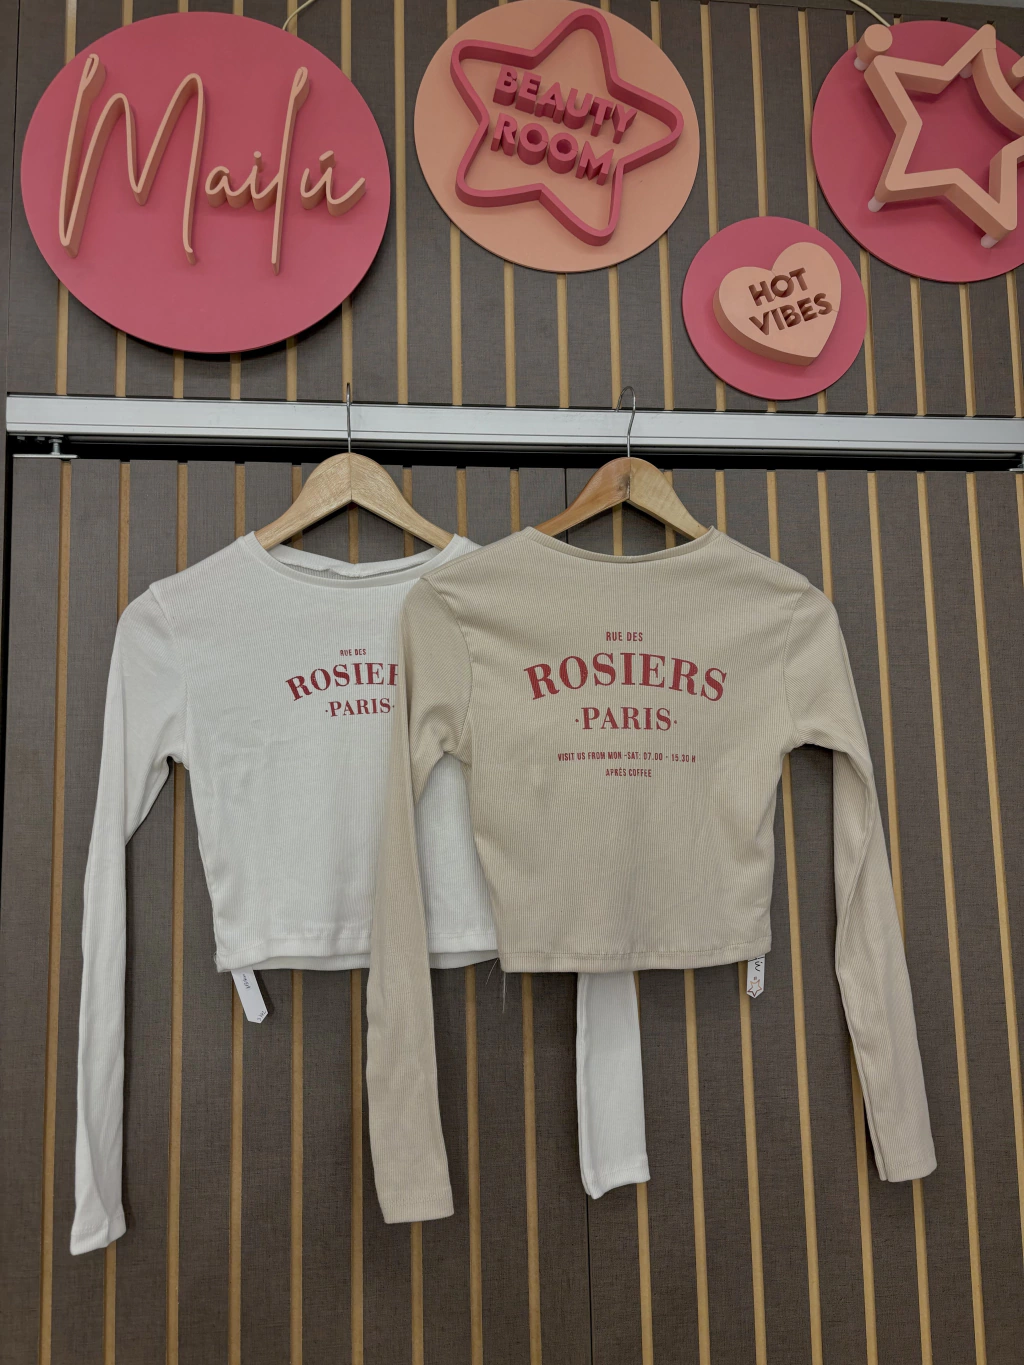 Mailú
BEAUTY
ROOM
HOT
VIBES
RUE DES
ROSIER
·PARIS·
RUE DES
ROSIERS
·PARIS·
VISIT US FROM MON -SAT: 07.00 - 15.30 H
APRÈS COFFEE